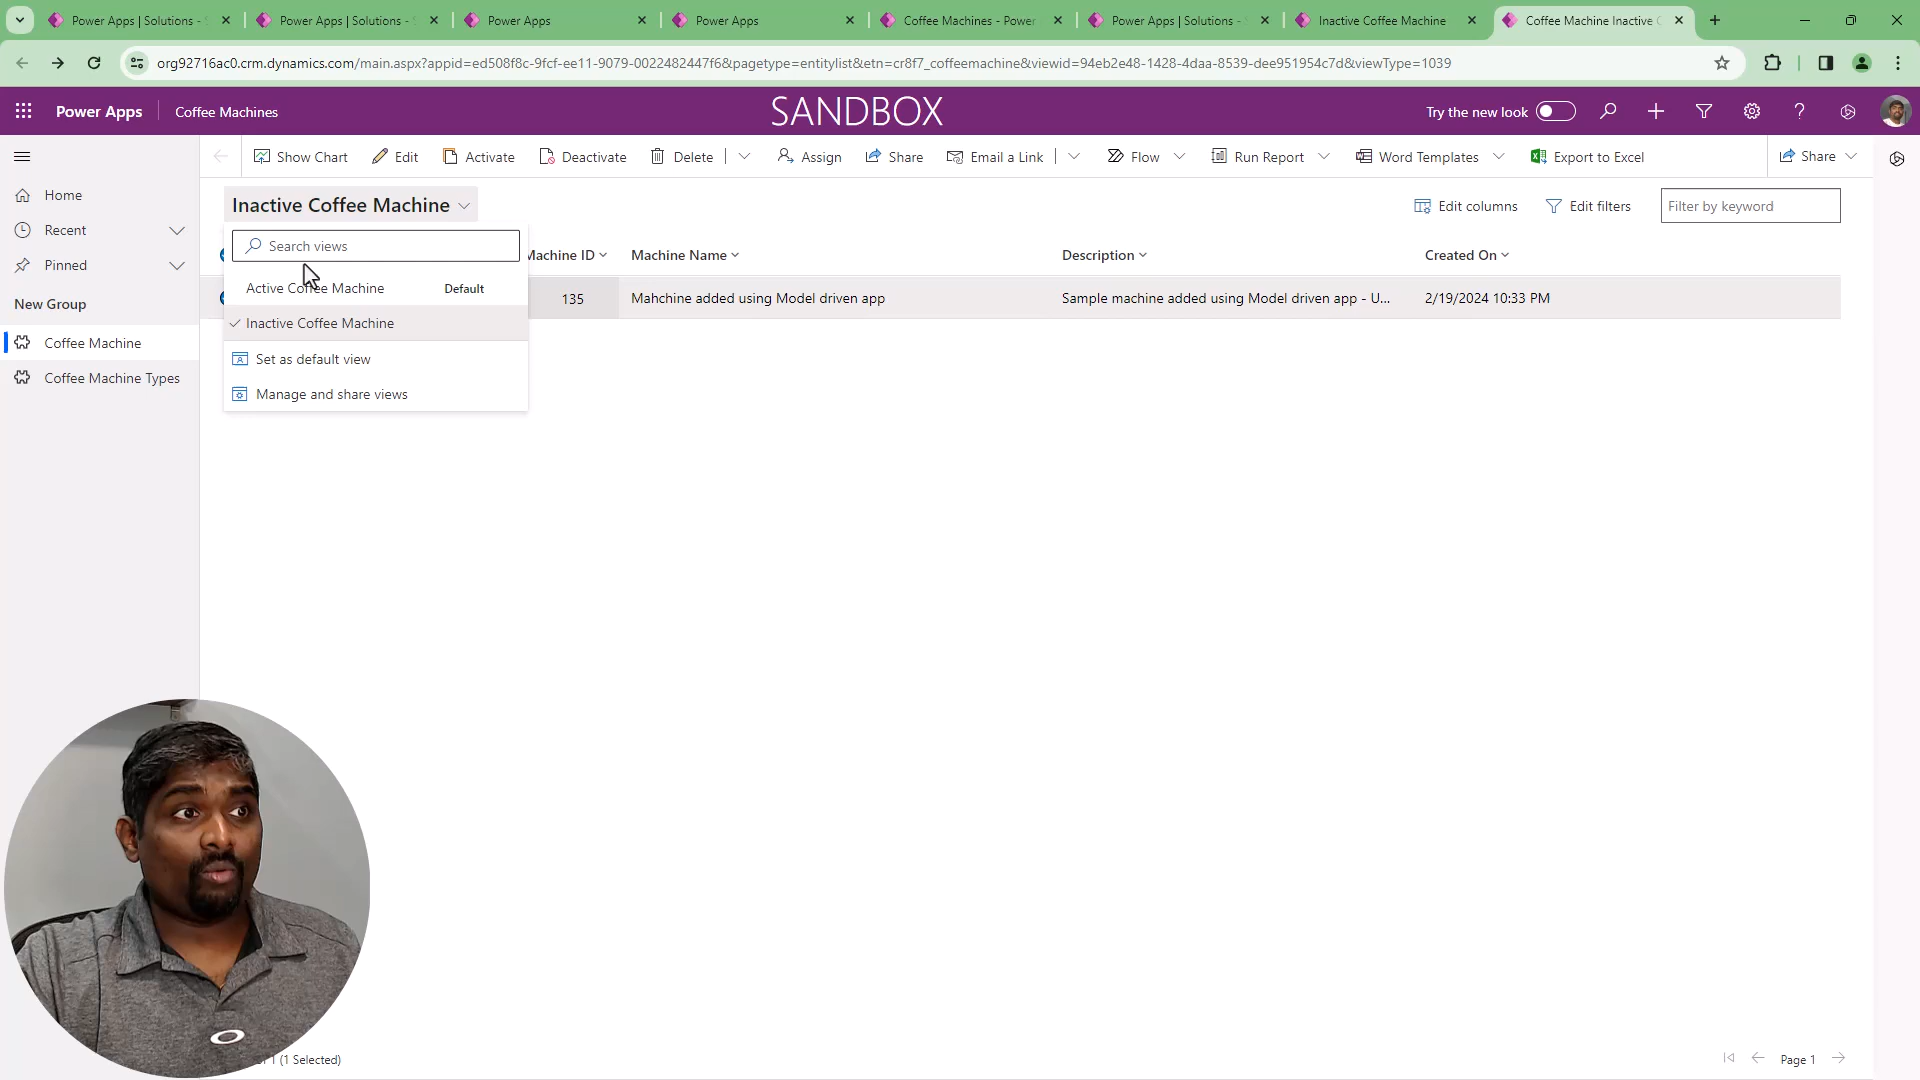 Power Apps | Solutions -
Power Apps | Solutions -
Power Apps
Power Apps
Coffee Machines - Power
Power Apps | Solutions -
Inactive Coffee Machine
Coffee Machine Inactive
org92716ac0.crm.dynamics.com/main.aspx?appid=ed508f8c-9fcf-ee11-9079-0022482447f6&pagetype=entitylist&etn=cr8f7_coffeemachine&viewid=94eb2e48-1428-4daa-8539-dee951954c7d&viewType=1039
Power Apps
Coffee Machines
SANDBOX
Try the new look
Show Chart
Edit
Activate
Deactivate
Delete
Assign
Share
Email a Link
Flow
Run Report
Word Templates
Export to Excel
Share
Home
Recent
Pinned
New Group
Coffee Machine
Coffee Machine Types
Inactive Coffee Machine
Edit columns
Edit filters
Filter by keyword
Search views
Active Coffee Machine Default
Inactive Coffee Machine
Set as default view
Manage and share views
Machine ID
Machine Name
Description
Created On
135
Mahchine added using Model driven app
Sample machine added using Model driven app - U...
2/19/2024 10:33 PM
1 (1 Selected)
Page 1